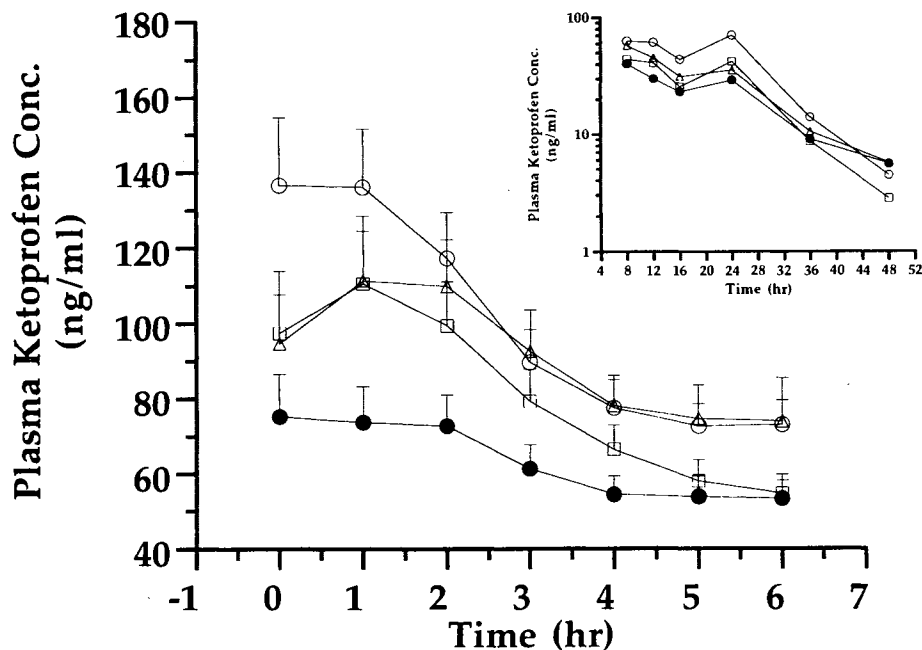 Plasma Ketoprofen Conc.
(ng/ml)
180
160
140
120
100
80
60
40
-1 0 1 2 3 4 5 6 7
Time (hr)
Plasma Ketoprofen Conc.
(ng/ml)
100
10
1
4 8 12 16 20 24 28 32 36 40 44 48 52
Time (hr)